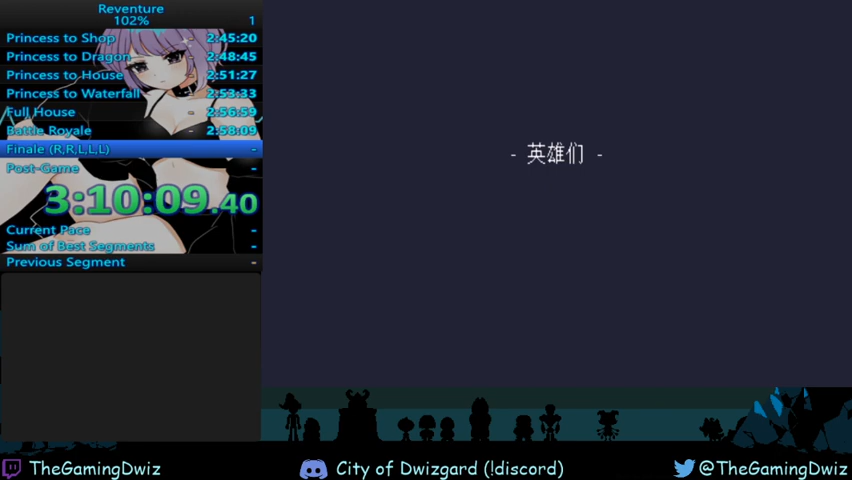 Reventure
102% 1
Princess to Shop - 2:45:20
Princess to Dragon - 2:48:45
Princess to House - 2:51:27
Princess to Waterfall - 2:53:33
Full House - 2:56:59
Battle Royale - 2:58:09
Finale (R,R,L,L,L) -
Post-Game -
3:10:09.40
Current Pace -
Sum of Best Segments -
Previous Segment -
- 英雄们 -
TheGamingDwiz
City of Dwizgard (!discord)
@TheGamingDwiz